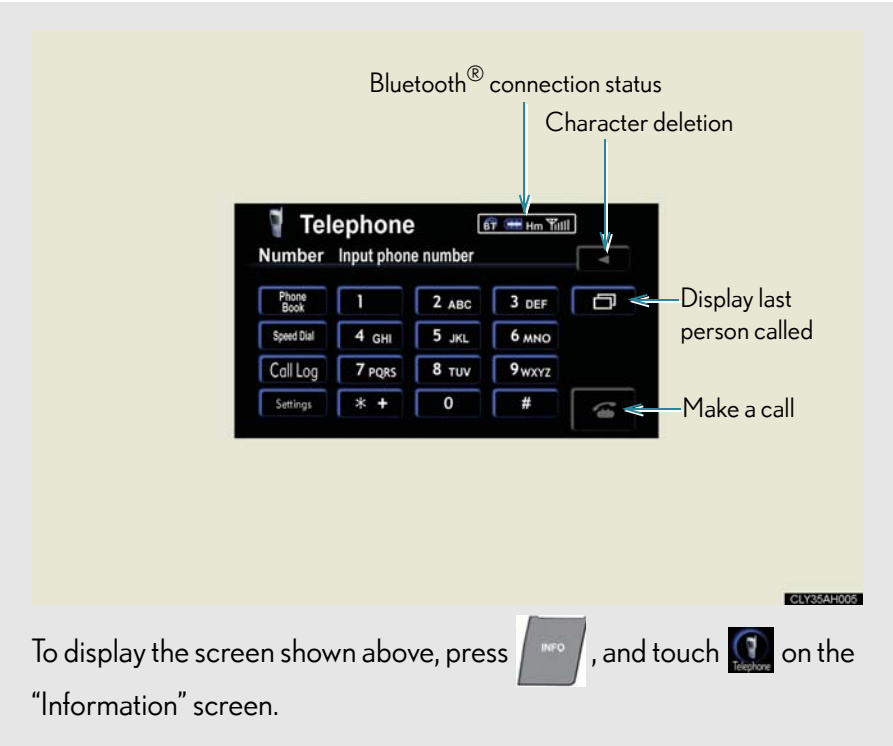 Bluetooth® connection status
Character deletion
Telephone
BT Hm
Number Input phone number
Phone Book 1 2 ABC 3 DEF
Display last person called
Speed Dial 4 GHI 5 JKL 6 MNO
Call Log 7 PQRS 8 TUV 9 WXYZ
Settings * + 0 #
Make a call
CLY35AH005
To display the screen shown above, press INFO , and touch Telephone on the
“Information” screen.